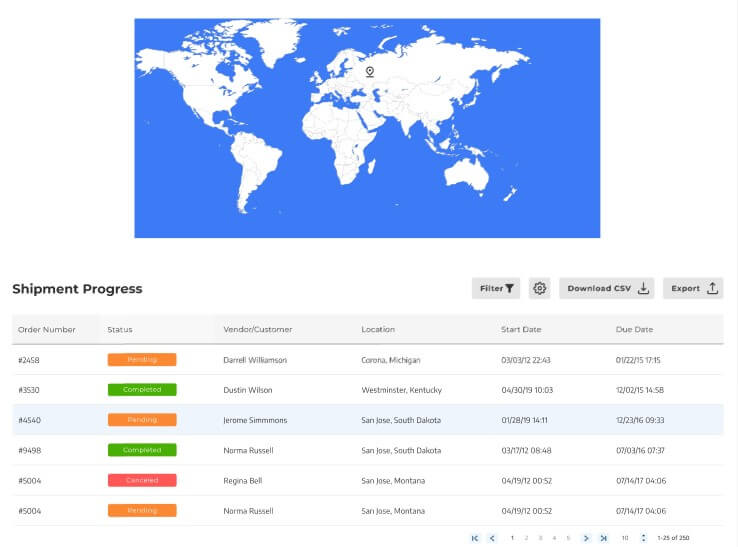 Shipment Progress
Filter
Download CSV
Export
Order Number Status Vendor/Customer Location Start Date Due Date
#2458 Pending Darrell Williamson Corona, Michigan 03/03/12 22:43 01/22/15 17:15
#3530 Completed Dustin Wilson Westminster, Kentucky 04/30/19 10:03 12/02/15 14:58
#4540 Pending Jerome Simmmons San Jose, South Dakota 01/28/19 14:11 12/23/16 09:33
#9498 Completed Norma Russell San Jose, South Dakota 03/17/12 08:48 07/03/16 07:37
#5004 Canceled Regina Bell San Jose, Montana 04/19/12 00:52 07/14/17 04:06
#5004 Pending Norma Russell San Jose, Montana 04/19/12 00:52 07/14/17 04:06
1 2 3 4 5 10 1-25 of 250